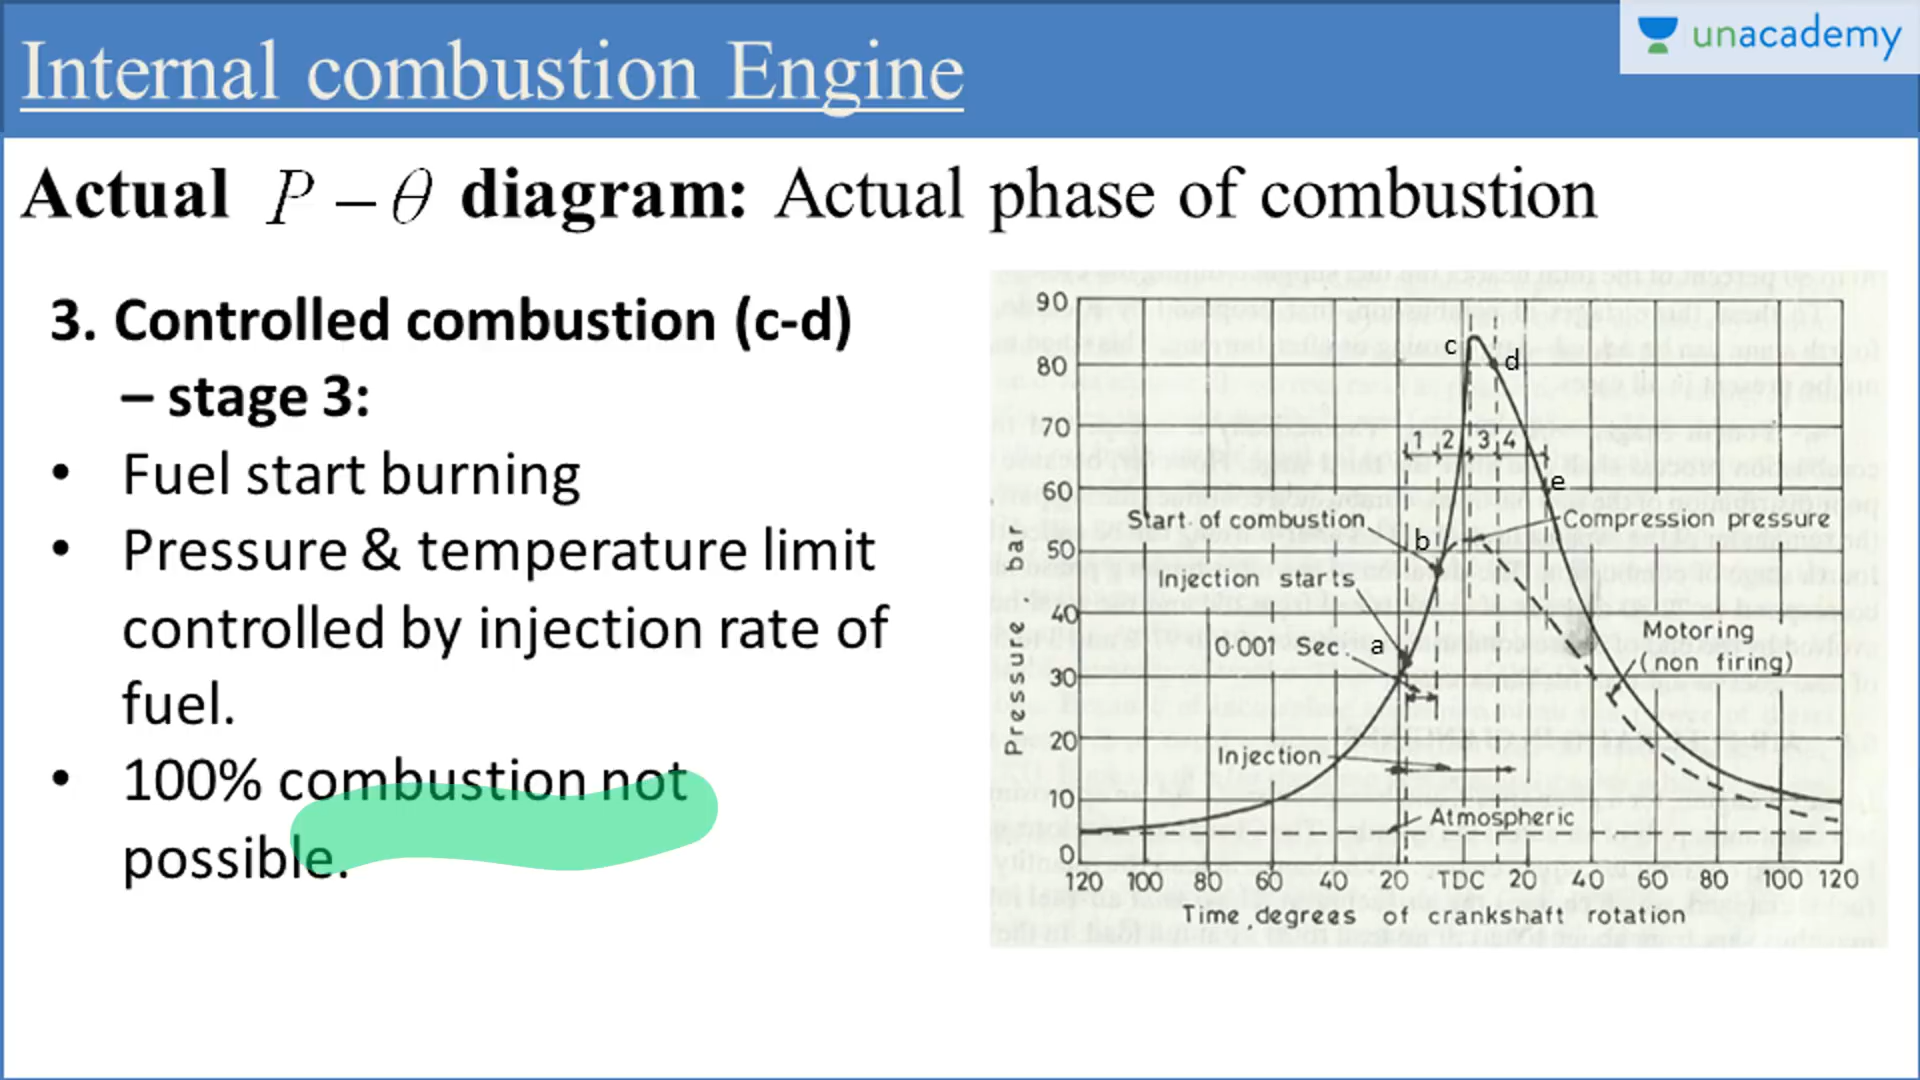 Internal combustion Engine
unacademy
Actual P – θ diagram: Actual phase of combustion
3. Controlled combustion (c-d)
– stage 3:
• Fuel start burning
• Pressure & temperature limit
controlled by injection rate of
fuel.
• 100% combustion not
possible.
90
80
70
60
50
40
30
20
10
0
Pressure, bar
c
d
1 2 3 4
e
Start of combustion
Compression pressure
b
Injection starts
0·001 Sec.
a
Motoring
(non firing)
Injection
Atmospheric
120 100 80 60 40 20 TDC 20 40 60 80 100 120
Time, degrees of crankshaft rotation